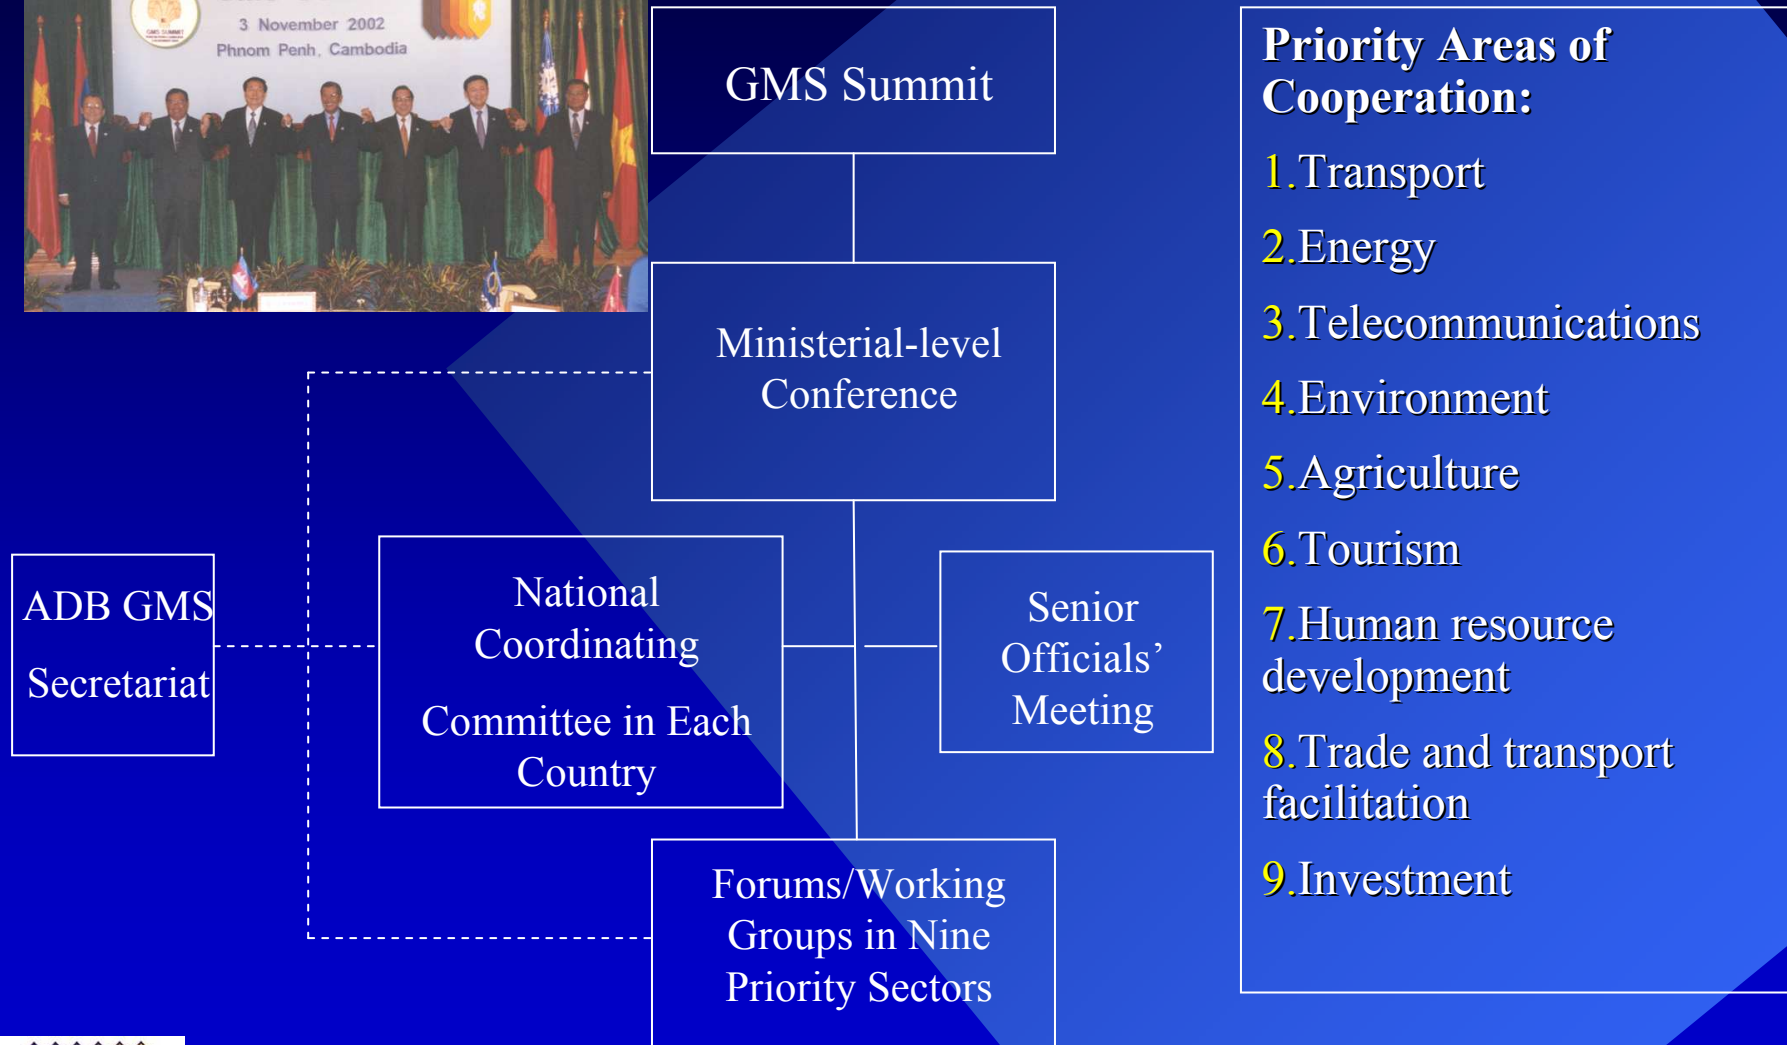 3 November 2002
Phnom Penh, Cambodia
GMS SUMMIT
GMS Summit
Ministerial-level
Conference
ADB GMS
Secretariat
National
Coordinating
Committee in Each
Country
Senior
Officials’
Meeting
Forums/Working
Groups in Nine
Priority Sectors
Priority Areas of
Cooperation:
1.Transport
2.Energy
3.Telecommunications
4.Environment
5.Agriculture
6.Tourism
7.Human resource
development
8.Trade and transport
facilitation
9.Investment